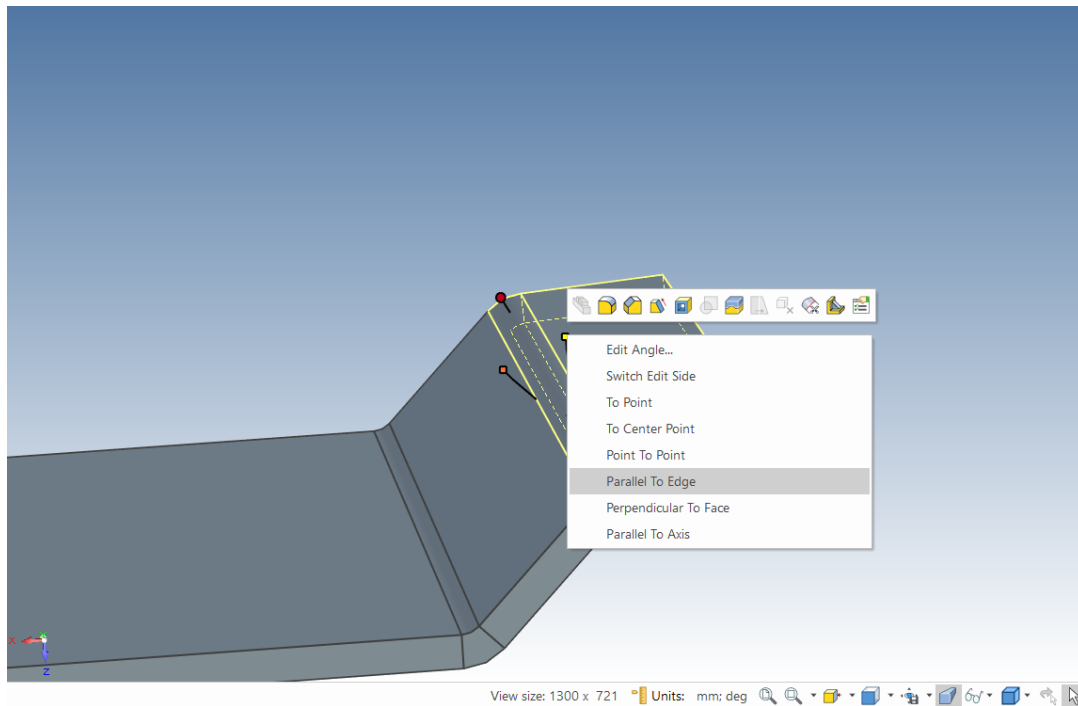 Edit Angle...
Switch Edit Side
To Point
To Center Point
Point To Point
Parallel To Edge
Perpendicular To Face
Parallel To Axis
X
Z
View size: 1300 x 721 Units: mm; deg